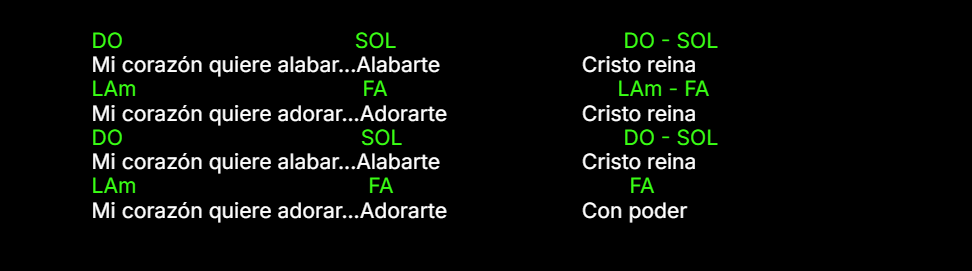 DO SOL DO - SOL
Mi corazón quiere alabar...Alabarte Cristo reina
LAm FA LAm - FA
Mi corazón quiere adorar...Adorarte Cristo reina
DO SOL DO - SOL
Mi corazón quiere alabar...Alabarte Cristo reina
LAm FA FA
Mi corazón quiere adorar...Adorarte Con poder